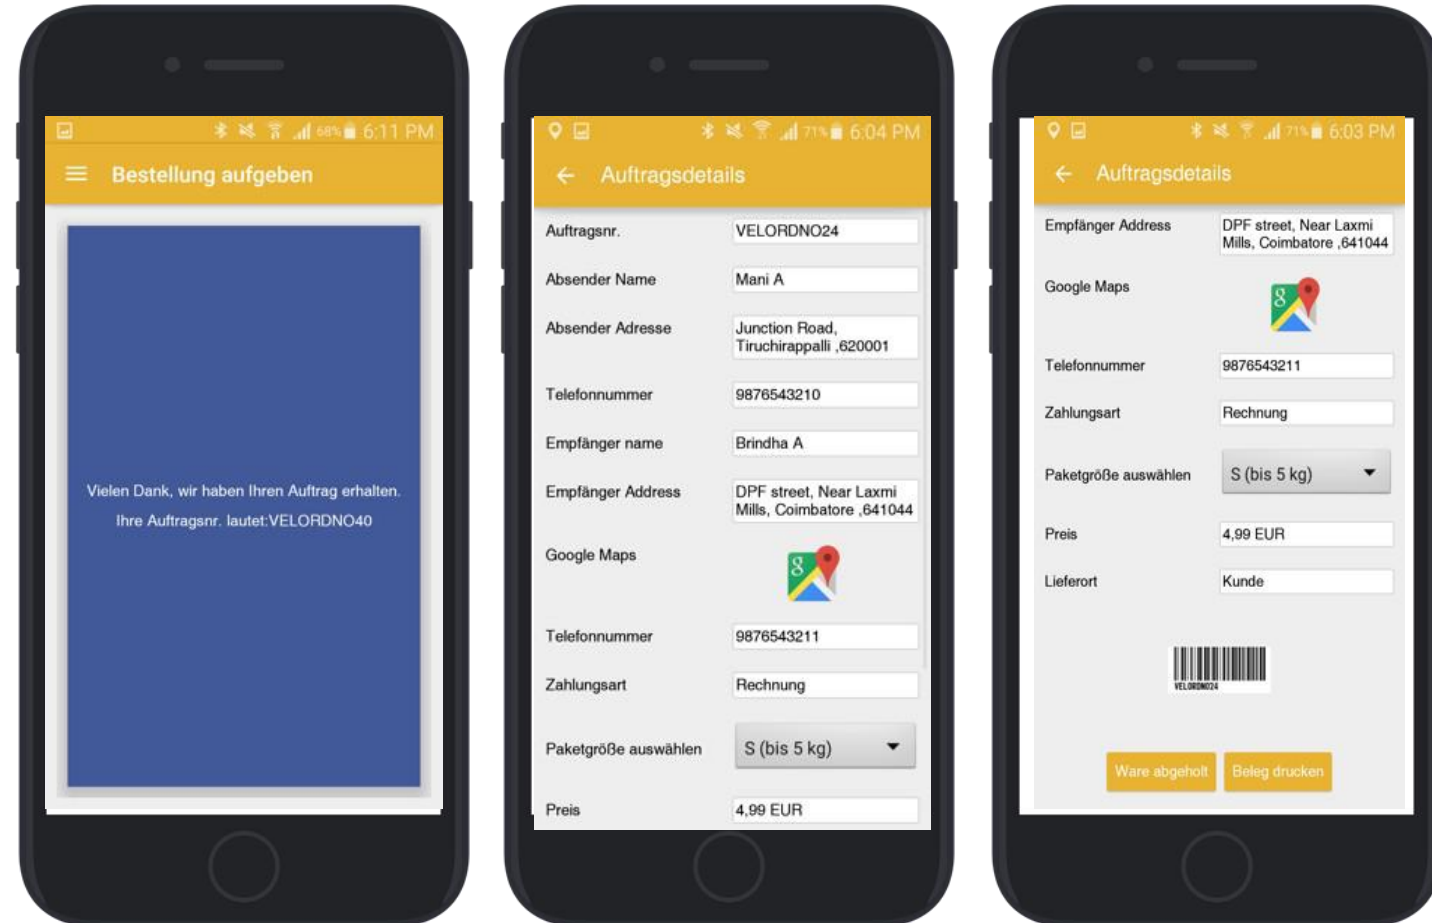 68% 6:11 PM
Bestellung aufgeben
Vielen Dank, wir haben Ihren Auftrag erhalten.
Ihre Auftragsnr. lautet:VELORDNO40
71% 6:04 PM
Auftragsdetails
Auftragsnr. VELORDNO24
Absender Name Mani A
Absender Adresse Junction Road,
Tiruchirappalli ,620001
Telefonnummer 9876543210
Empfänger name Brindha A
Empfänger Address DPF street, Near Laxmi
Mills, Coimbatore ,641044
Google Maps
g
Telefonnummer 9876543211
Zahlungsart Rechnung
Paketgröße auswählen S (bis 5 kg)
Preis 4,99 EUR
71% 6:03 PM
Auftragsdetails
Empfänger Address DPF street, Near Laxmi
Mills, Coimbatore ,641044
Google Maps
g
Telefonnummer 9876543211
Zahlungsart Rechnung
Paketgröße auswählen S (bis 5 kg)
Preis 4,99 EUR
Lieferort Kunde
VELORDNO24
Ware abgeholt Beleg drucken